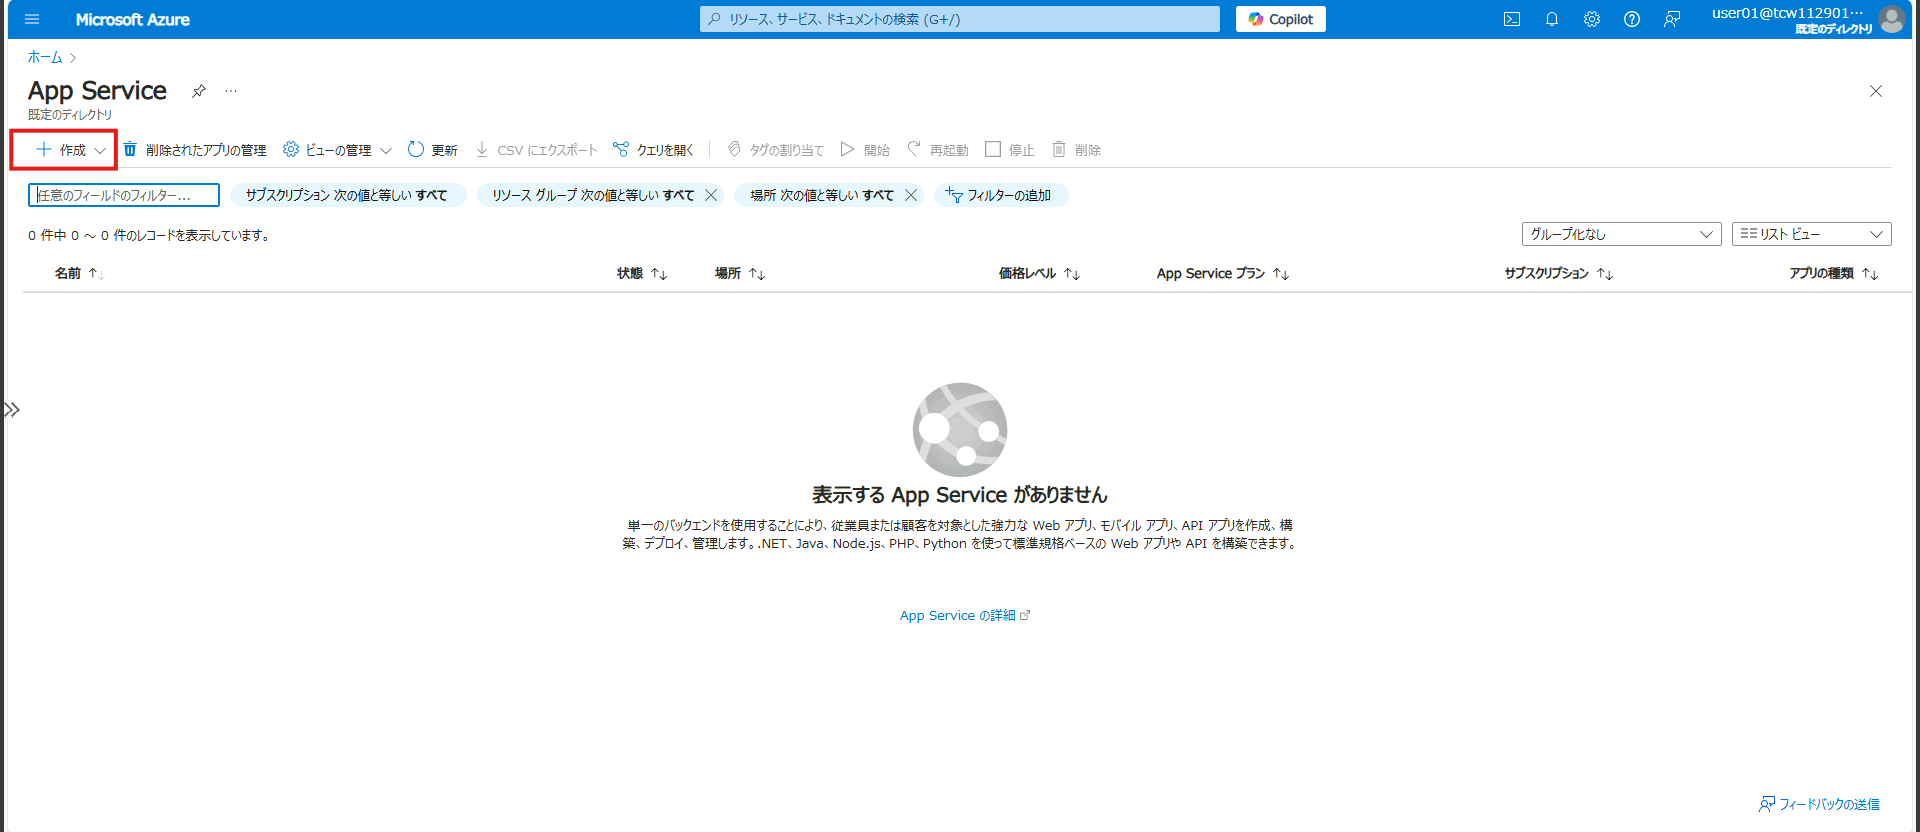 Microsoft Azure
リソース、サービス、ドキュメントの検索 (G+/)
Copilot
user01@tcw112901…
既定のディレクトリ
ホーム
App Service
既定のディレクトリ
作成
削除されたアプリの管理
ビューの管理
更新
CSV にエクスポート
クエリを開く
タグの割り当て
開始
再起動
停止
削除
任意のフィールドのフィルター...
サブスクリプション 次の値と等しい すべて
リソース グループ 次の値と等しい すべて
場所 次の値と等しい すべて
フィルターの追加
0 件中 0 ～ 0 件のレコードを表示しています。
グループ化なし
リスト ビュー
名前
状態
場所
価格レベル
App Service プラン
サブスクリプション
アプリの種類
表示する App Service がありません
単一のバックエンドを使用することにより、従業員または顧客を対象とした強力な Web アプリ、モバイル アプリ、API アプリを作成、構
築、デプロイ、管理します。.NET、Java、Node.js、PHP、Python を使って標準規格ベースの Web アプリや API を構築できます。
App Service の詳細
フィードバックの送信